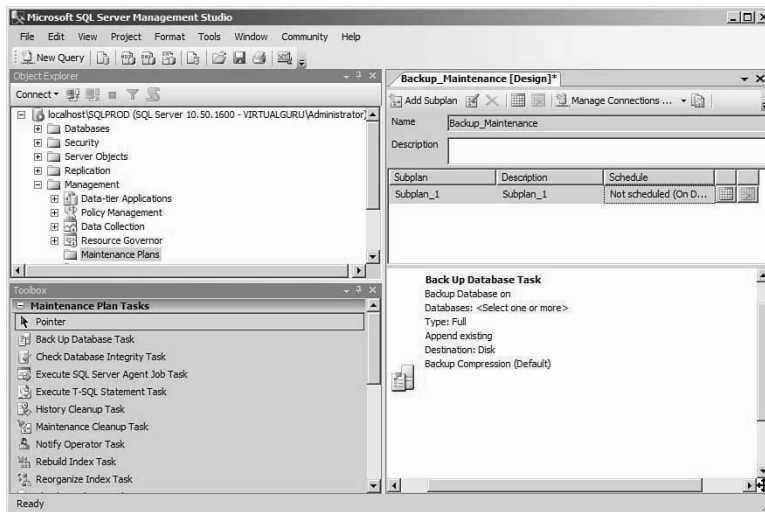 Microsoft SQL Server Management Studio
File Edit View Project Format Tools Window Community Help
New Query
Object Explorer
Connect
localhost\SQLPROD (SQL Server 10.50.1600 - VIRTUALGURU\Administrator)
Databases
Security
Server Objects
Replication
Management
Data-tier Applications
Policy Management
Data Collection
Resource Governor
Maintenance Plans
Toolbox
Maintenance Plan Tasks
Pointer
Back Up Database Task
Check Database Integrity Task
Execute SQL Server Agent Job Task
Execute T-SQL Statement Task
History Cleanup Task
Maintenance Cleanup Task
Notify Operator Task
Rebuild Index Task
Reorganize Index Task
Backup_Maintenance [Design]*
Add Subplan Manage Connections ...
Name Backup_Maintenance
Description
Subplan Description Schedule
Subplan_1 Subplan_1 Not scheduled (On D...
Back Up Database Task
Backup Database on
Databases: <Select one or more>
Type: Full
Append existing
Destination: Disk
Backup Compression (Default)
Ready